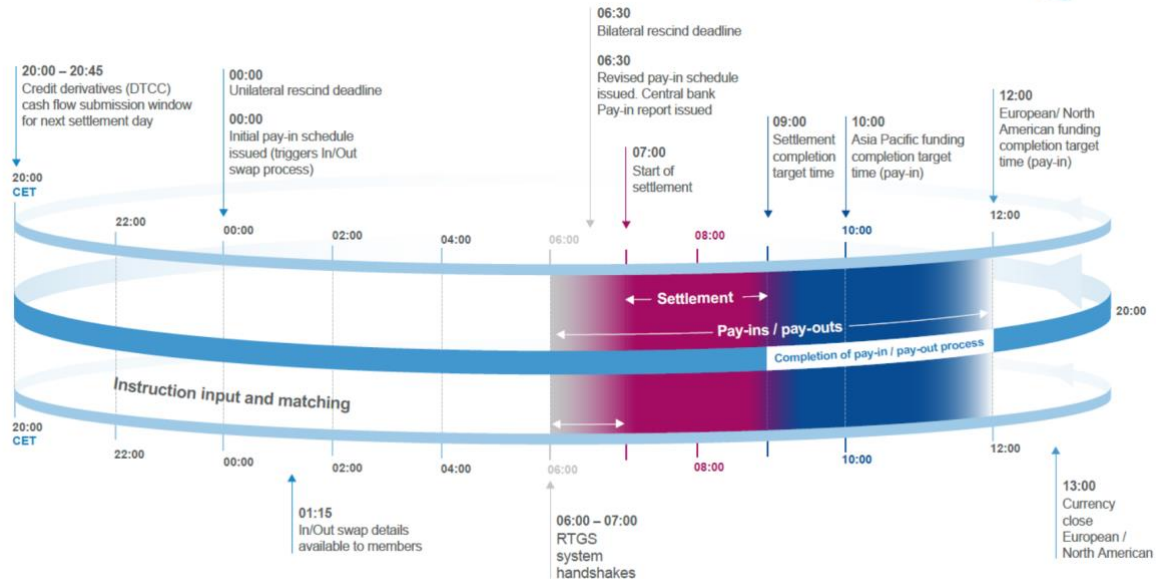 06:30
Bilateral rescind deadline
06:30
Revised pay-in schedule
issued. Central bank
Pay-in report issued
20:00 – 20:45
Credit derivatives (DTCC)
cash flow submission window
for next settlement day
00:00
Unilateral rescind deadline
00:00
Initial pay-in schedule
issued (triggers In/Out
swap process)
07:00
Start of
settlement
09:00
Settlement
completion
target time
10:00
Asia Pacific funding
completion target
time (pay-in)
12:00
European/ North
American funding
completion target
time (pay-in)
20:00
CET
22:00
00:00
02:00
04:00
06:00
08:00
10:00
12:00
Settlement
Pay-ins / pay-outs
Completion of pay-in / pay-out process
20:00
Instruction input and matching
20:00
CET
22:00
00:00
02:00
04:00
06:00
08:00
10:00
12:00
01:15
In/Out swap details
available to members
06:00 – 07:00
RTGS
system
handshakes
13:00
Currency
close
European /
North American